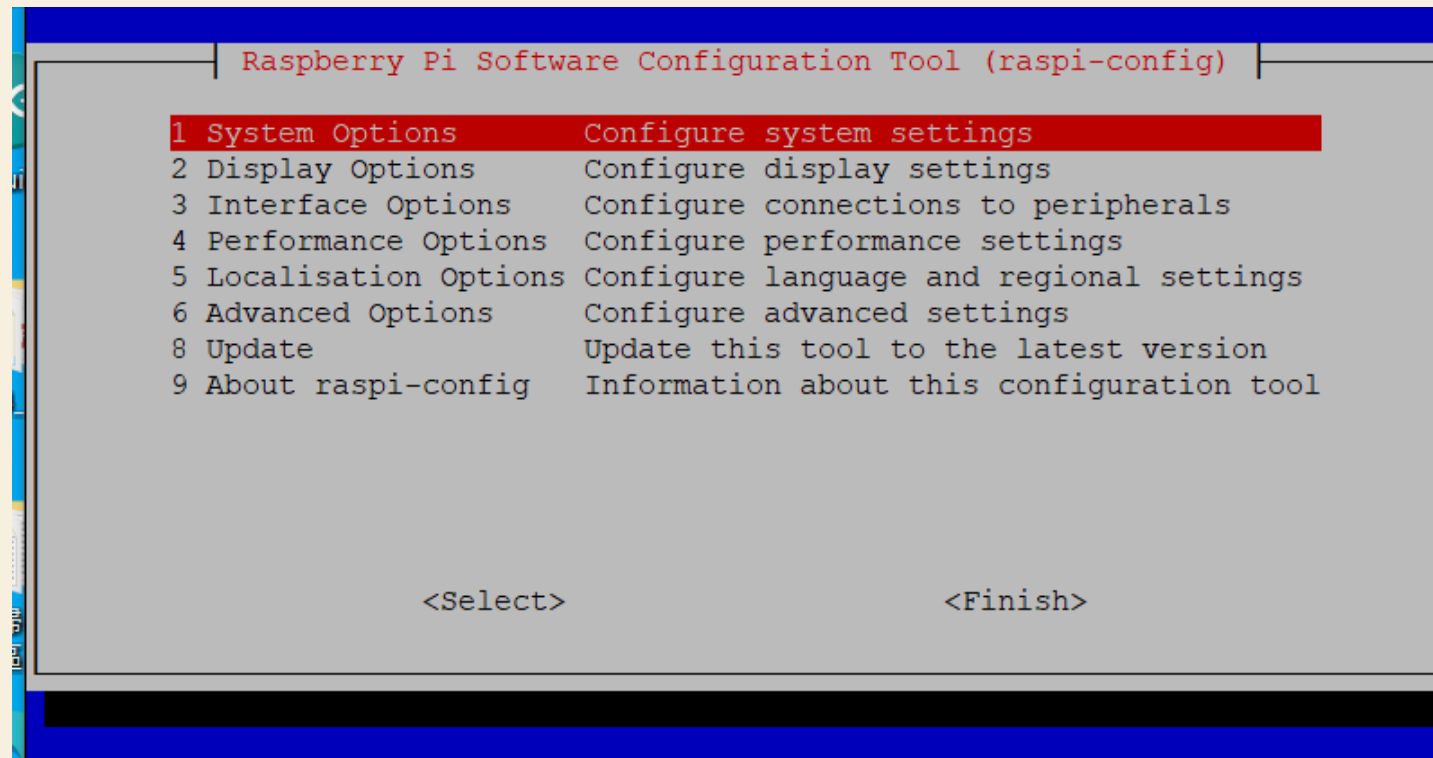 Raspberry Pi Software Configuration Tool (raspi-config)
1 System Options Configure system settings
2 Display Options Configure display settings
3 Interface Options Configure connections to peripherals
4 Performance Options Configure performance settings
5 Localisation Options Configure language and regional settings
6 Advanced Options Configure advanced settings
8 Update Update this tool to the latest version
9 About raspi-config Information about this configuration tool
<Select> <Finish>